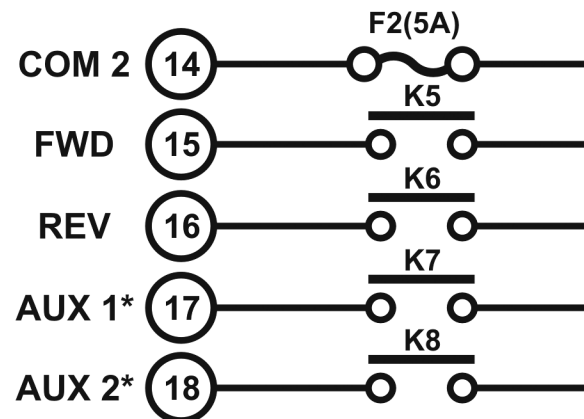 F2(5A)
COM 2 14
K5
FWD 15
K6
REV 16
K7
AUX 1* 17
K8
AUX 2* 18